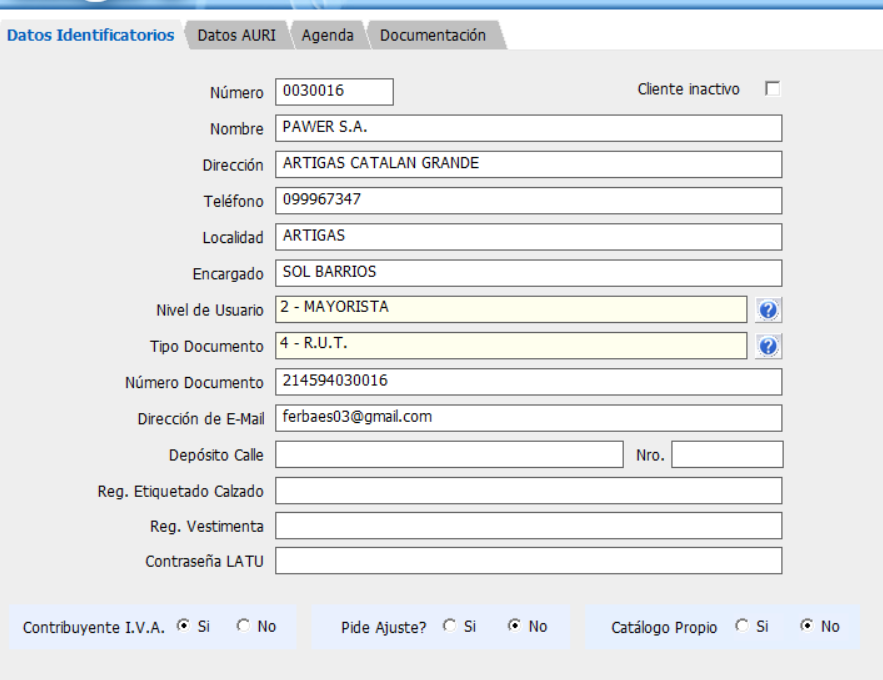 Datos Identificatorios Datos AURI Agenda Documentación
Número 0030016 Cliente inactivo
Nombre PAWER S.A.
Dirección ARTIGAS CATALAN GRANDE
Teléfono 099967347
Localidad ARTIGAS
Encargado SOL BARRIOS
Nivel de Usuario 2 - MAYORISTA
Tipo Documento 4 - R.U.T.
Número Documento 214594030016
Dirección de E-Mail ferbaes03@gmail.com
Depósito Calle Nro.
Reg. Etiquetado Calzado
Reg. Vestimenta
Contraseña LATU
Contribuyente I.V.A. Si No Pide Ajuste? Si No Catálogo Propio Si No